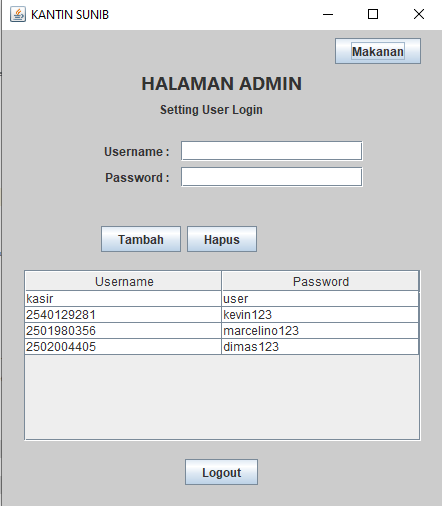 KANTIN SUNIB
Makanan
HALAMAN ADMIN
Setting User Login
Username :
Password :
Tambah Hapus
Username Password
kasir user
2540129281 kevin123
2501980356 marcelino123
2502004405 dimas123
Logout